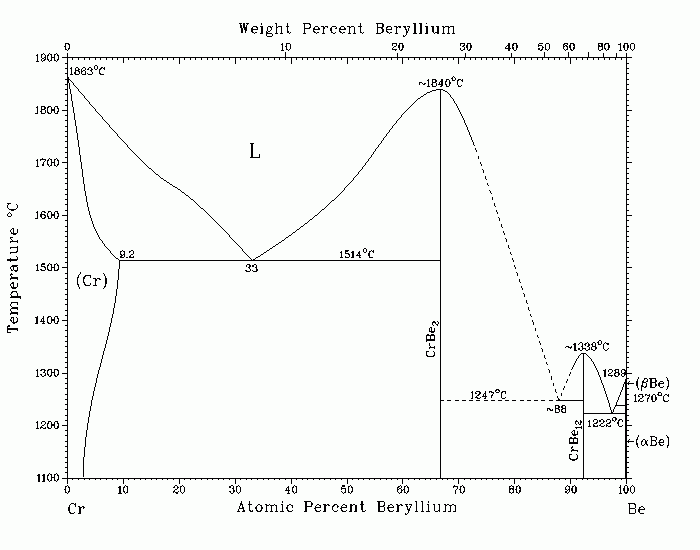 Weight Percent Beryllium
0 10 20 30 40 50 60 70 80 90 100
1900
1863°C
~1840°C
1800
1700
L
1600
9.2
1514°C
33
1500
(Cr)
Temperature °C
1400
CrBe2
~1338°C
1300
1289
(βBe)
1270°C
1247°C
~88
1222°C
1200
CrBe12
(αBe)
1100
0 10 20 30 40 50 60 70 80 90 100
Cr
Atomic Percent Beryllium
Be